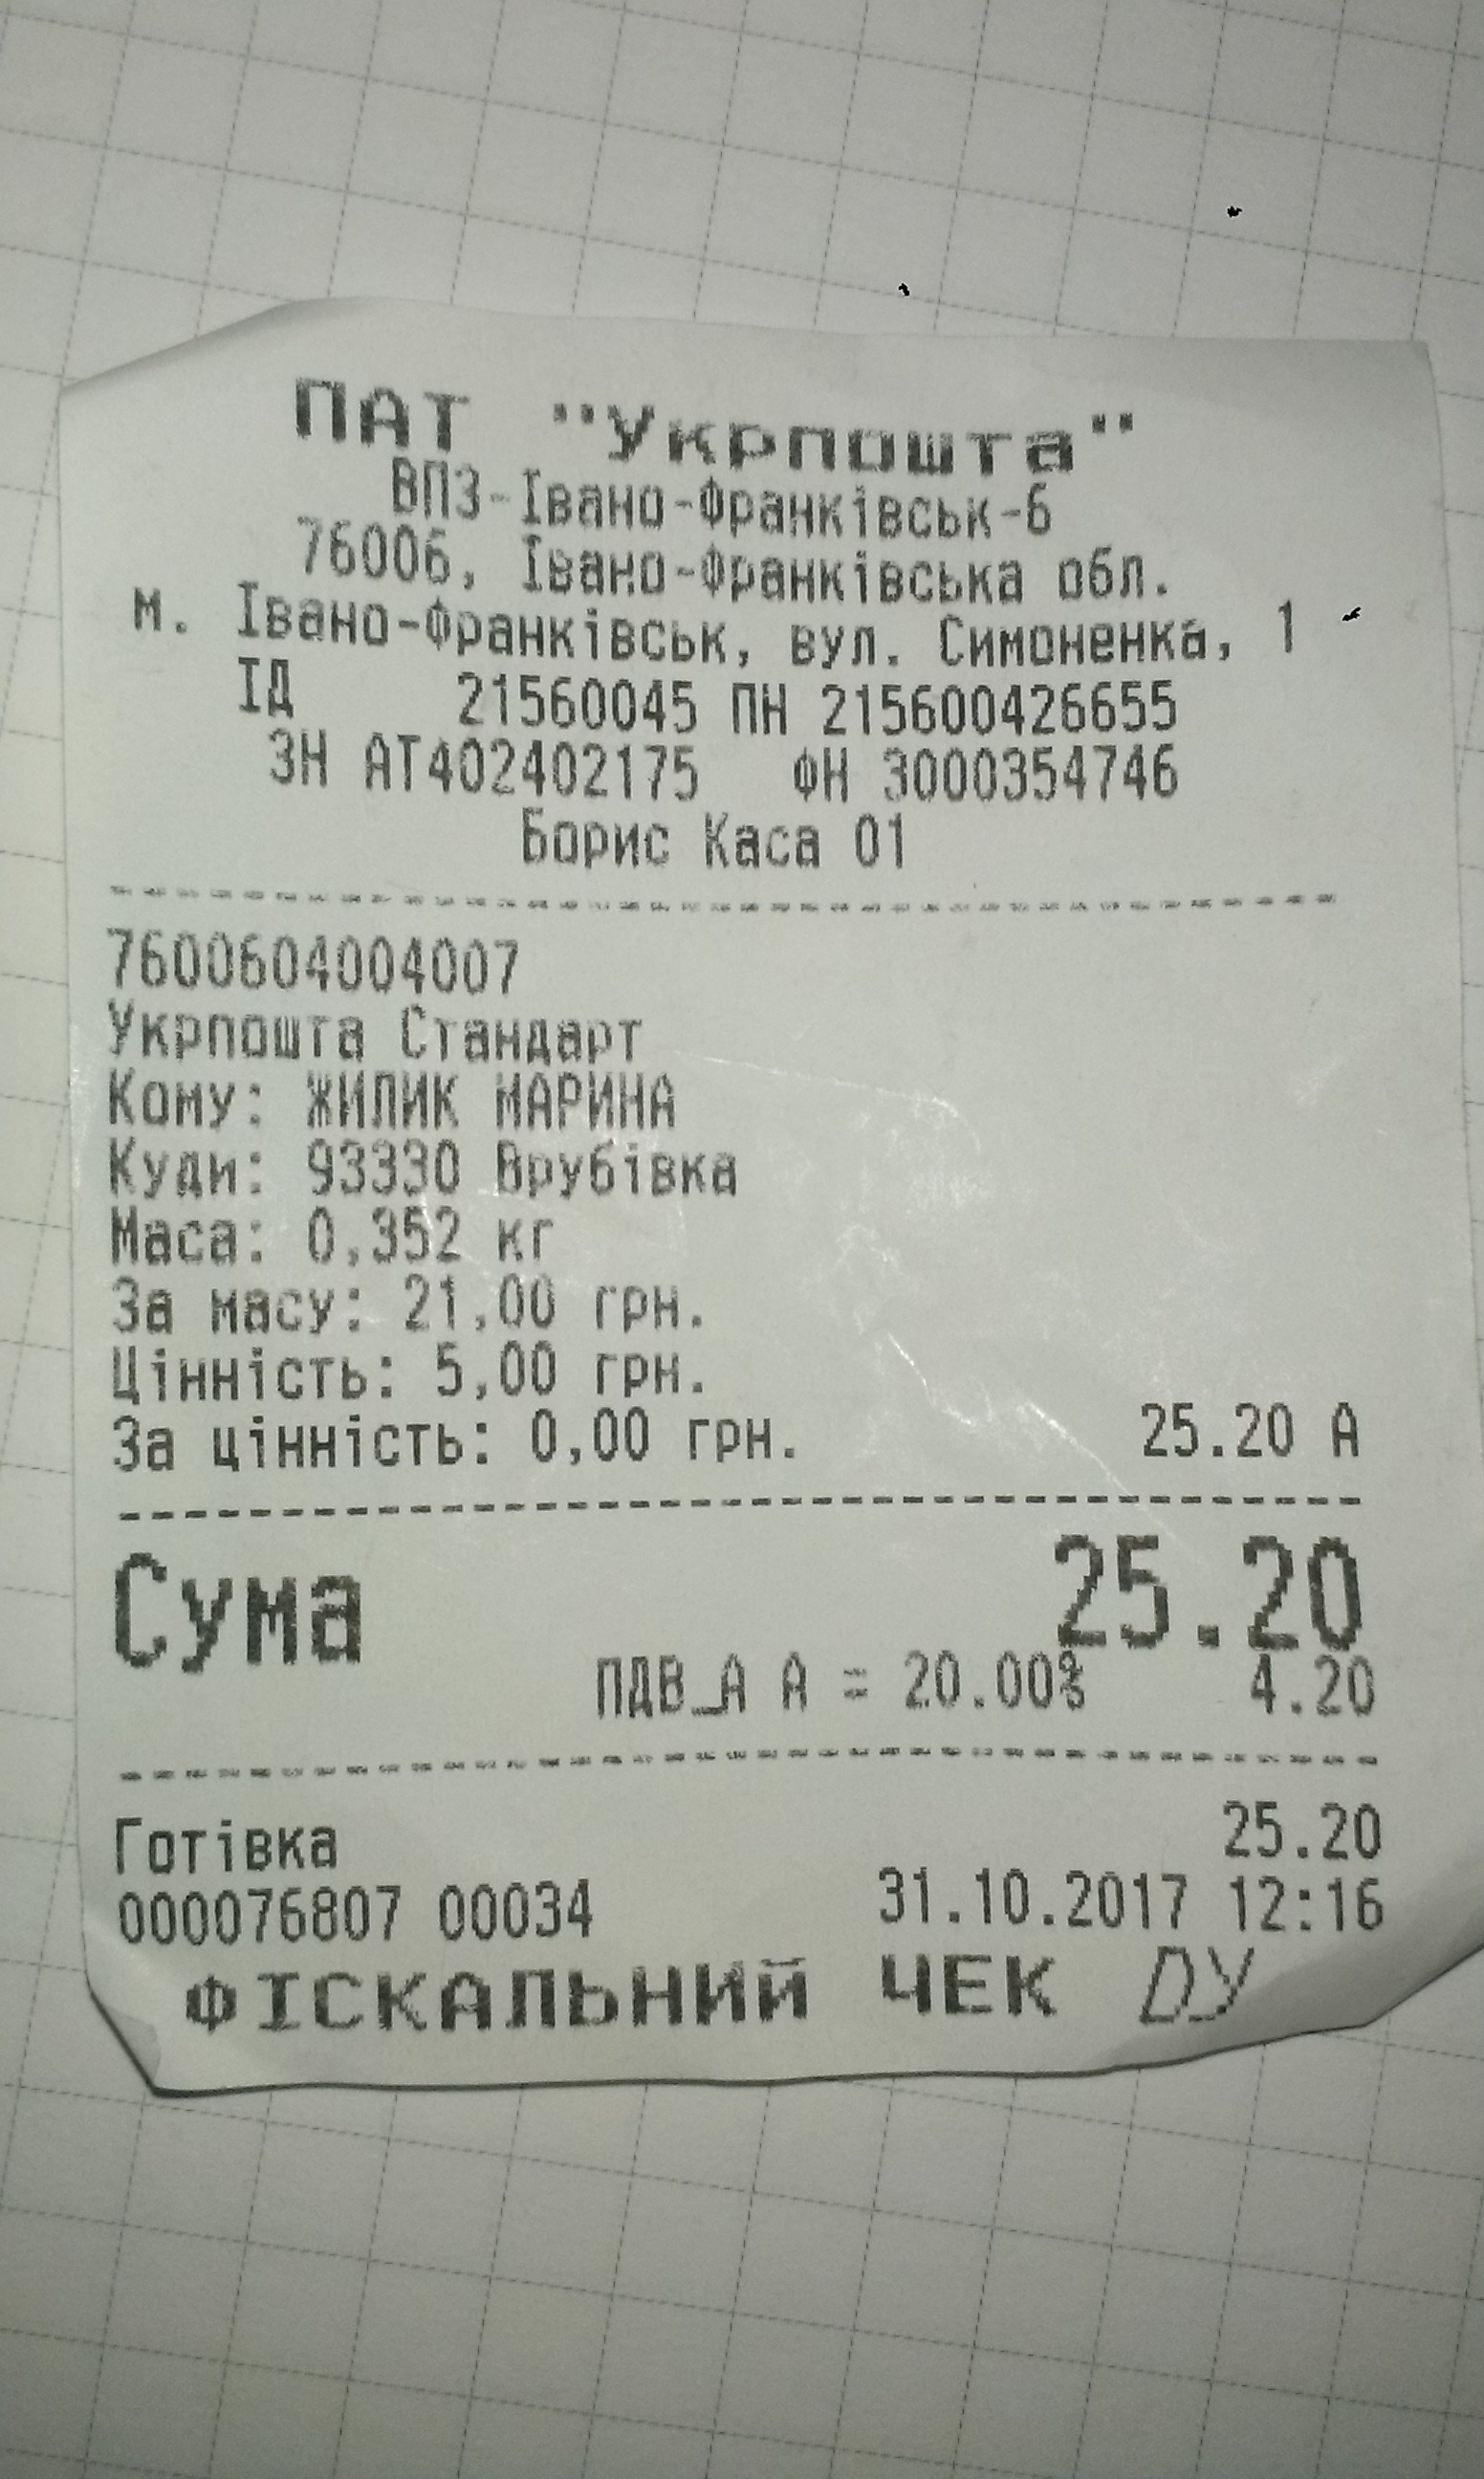 ПАТ "Укрпошта"
ВПЗ-Івано-Франківськ-6
76006, Івано-Франківська обл.
м. Івано-Франківськ, вул. Симоненка, 1
ІД 21560045 ПН 215600426655
ЗН АТ402402175 ФН 3000354746
Борис Каса 01
7600604004007
Укрпошта Стандарт
Кому: ЖИЛИК МАРИНА
Куди: 93330 Врубівка
Маса: 0,352 кг
За масу: 21,00 грн.
Цінність: 5,00 грн.
За цінність: 0,00 грн. 25.20 А
Сума 25.20
ПДВ_А А = 20.00% 4.20
Готівка 25.20
000076807 00034 31.10.2017 12:16
ФІСКАЛЬНИЙ ЧЕК DУ